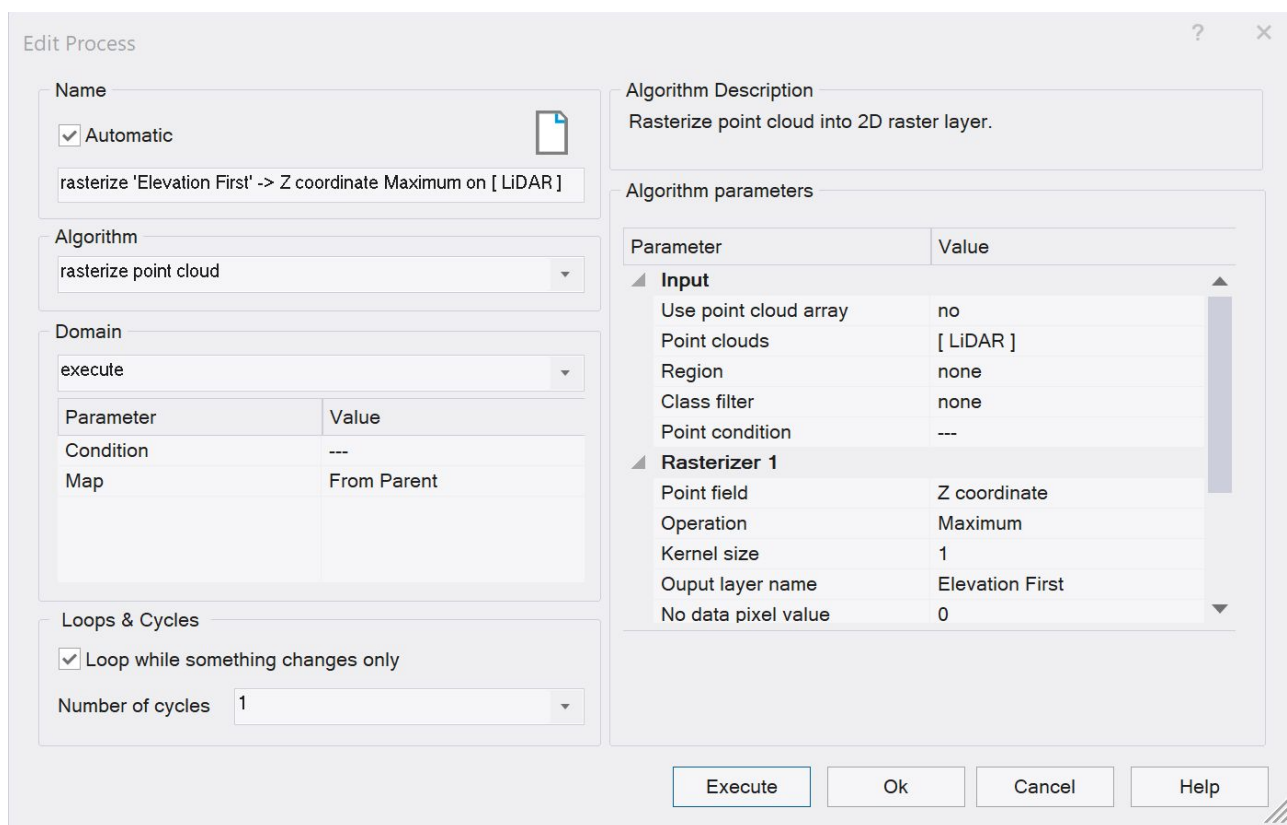 Edit Process
?
×
Name
Automatic
rasterize 'Elevation First' -> Z coordinate Maximum on [ LiDAR ]
Algorithm
rasterize point cloud
Domain
execute
Parameter Value
Condition ---
Map From Parent
Loops & Cycles
Loop while something changes only
Number of cycles 1
Algorithm Description
Rasterize point cloud into 2D raster layer.
Algorithm parameters
Parameter Value
Input
Use point cloud array no
Point clouds [ LiDAR ]
Region none
Class filter none
Point condition ---
Rasterizer 1
Point field Z coordinate
Operation Maximum
Kernel size 1
Ouput layer name Elevation First
No data pixel value 0
Execute Ok Cancel Help